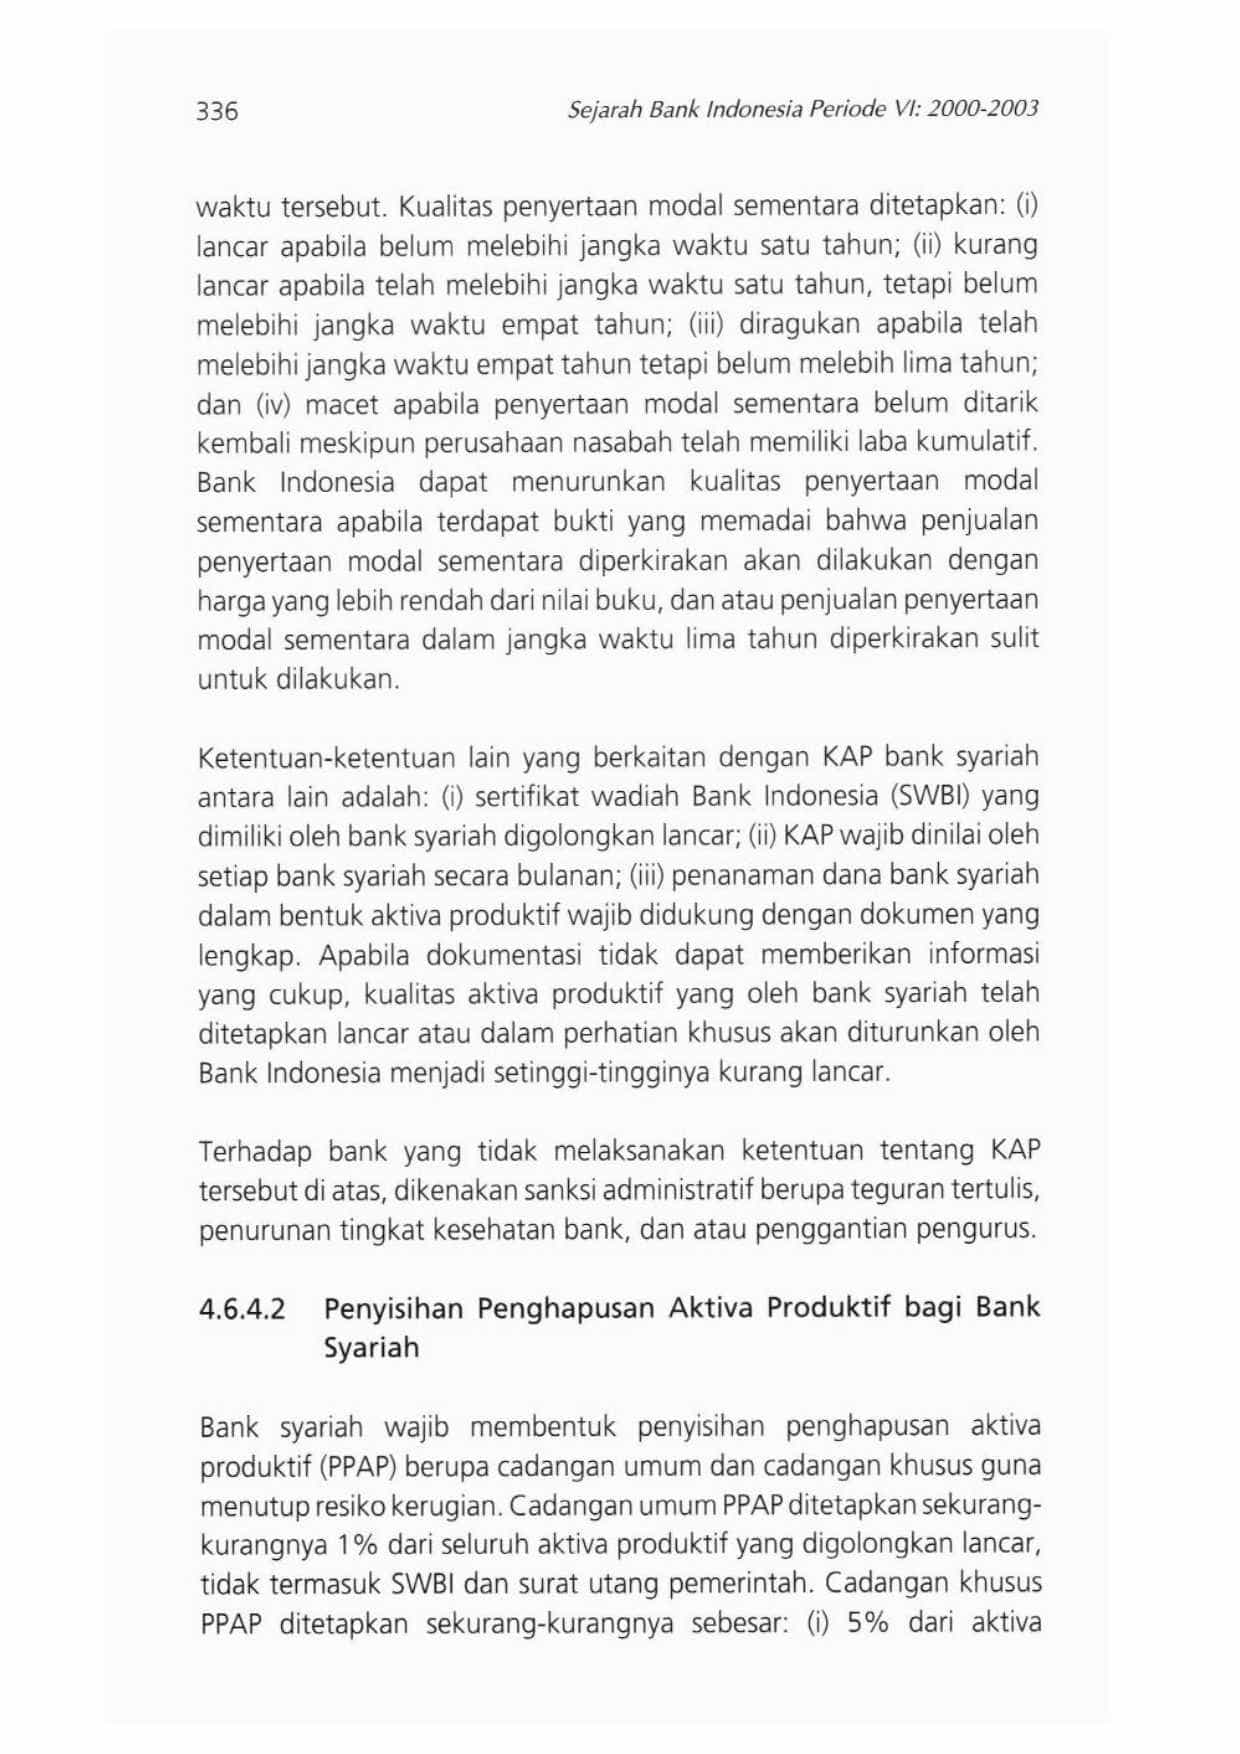 336
Sejarah Bank Indonesia Periode VI: 2000-2003
waktu tersebut. Kualitas penyertaan modal sementara ditetapkan: (i)
lancar apabila belum melebihi jangka waktu satu tahun; (ii) kurang
lancar apabila telah melebihi jangka waktu satu tahun, tetapi belum
melebihi jangka waktu empat tahun; (iii) diragukan apabila telah
melebihi jangka waktu empat tahun tetapi belum melebih lima tahun;
dan (iv) macet apabila penyertaan modal sementara belum ditarik
kembali meskipun perusahaan nasabah telah memiliki laba kumulatif.
Bank Indonesia dapat menurunkan kualitas penyertaan modal
sementara apabila terdapat bukti yang memadai bahwa penjualan
penyertaan modal sementara diperkirakan akan dilakukan dengan
harga yang lebih rendah dari nilai buku, dan atau penjualan penyertaan
modal sementara dalam jangka waktu lima tahun diperkirakan sulit
untuk dilakukan.
Ketentuan-ketentuan lain yang berkaitan dengan KAP bank syariah
antara lain adalah: (i) sertifikat wadiah Bank Indonesia (SWBI) yang
dimiliki oleh bank syariah digolongkan lancar; (ii) KAP wajib dinilai oleh
setiap bank syariah secara bulanan; (iii) penanaman dana bank syariah
dalam bentuk aktiva produktif wajib didukung dengan dokumen yang
lengkap. Apabila dokumentasi tidak dapat memberikan informasi
yang cukup, kualitas aktiva produktif yang oleh bank syariah telah
ditetapkan lancar atau dalam perhatian khusus akan diturunkan oleh
Bank Indonesia menjadi setinggi-tingginya kurang lancar.
Terhadap bank yang tidak melaksanakan ketentuan tentang KAP
tersebut di atas, dikenakan sanksi administratif berupa teguran tertulis,
penurunan tingkat kesehatan bank, dan atau penggantian pengurus.
4.6.4.2 Penyisihan Penghapusan Aktiva Produktif bagi Bank
Syariah
Bank syariah wajib membentuk penyisihan penghapusan aktiva
produktif (PPAP) berupa cadangan umum dan cadangan khusus guna
menutup resiko kerugian. Cadangan umum PPAP ditetapkan sekurang-
kurangnya 1% dari seluruh aktiva produktif yang digolongkan lancar,
tidak termasuk SWBI dan surat utang pemerintah. Cadangan khusus
PPAP ditetapkan sekurang-kurangnya sebesar: (i) 5% dari aktiva